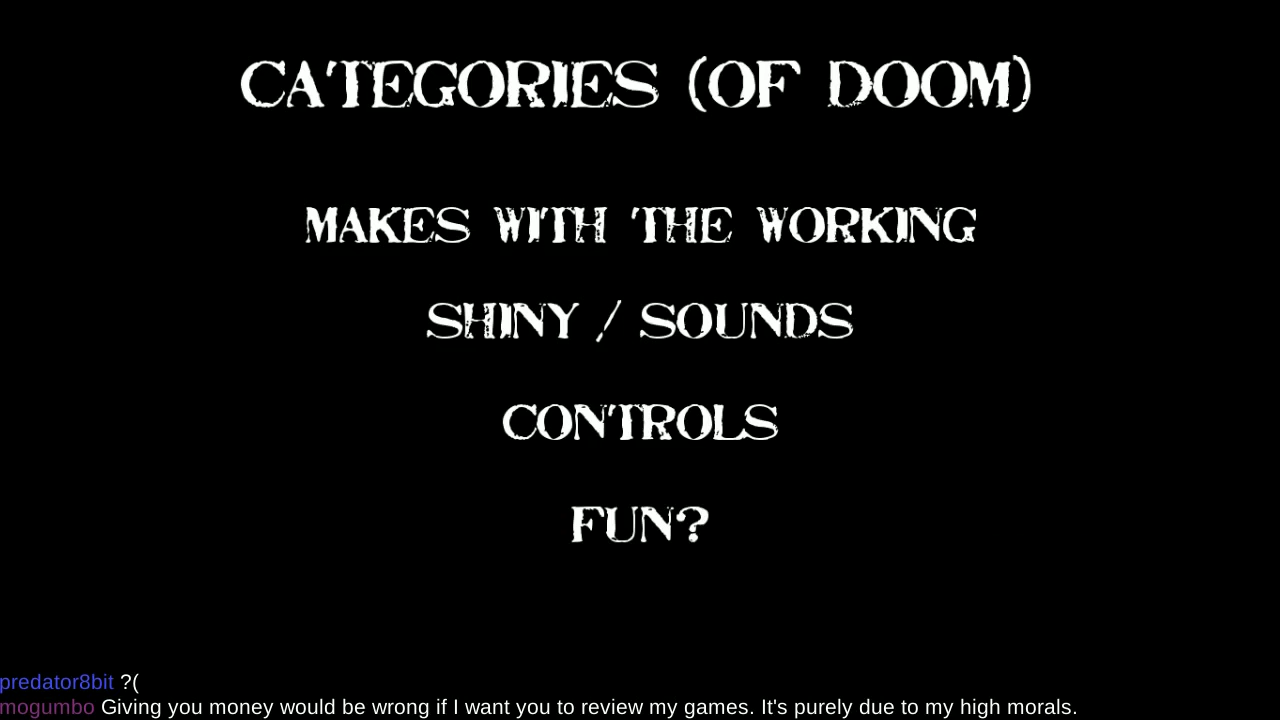 CATEGORIES (OF DOOM)
MAKES WITH THE WORKING
SHINY / SOUNDS
CONTROLS
FUN?
predator8bit ?(
mogumbo Giving you money would be wrong if I want you to review my games. It's purely due to my high morals.